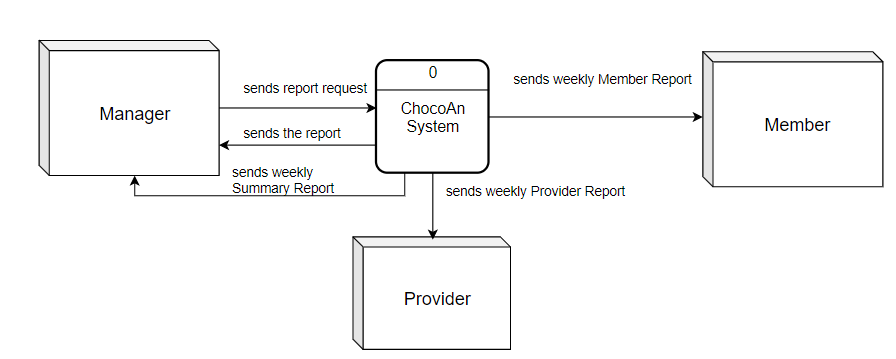 0
ChocoAn
System
Manager
sends report request
sends the report
sends weekly
Summary Report
sends weekly Member Report
Member
sends weekly Provider Report
Provider